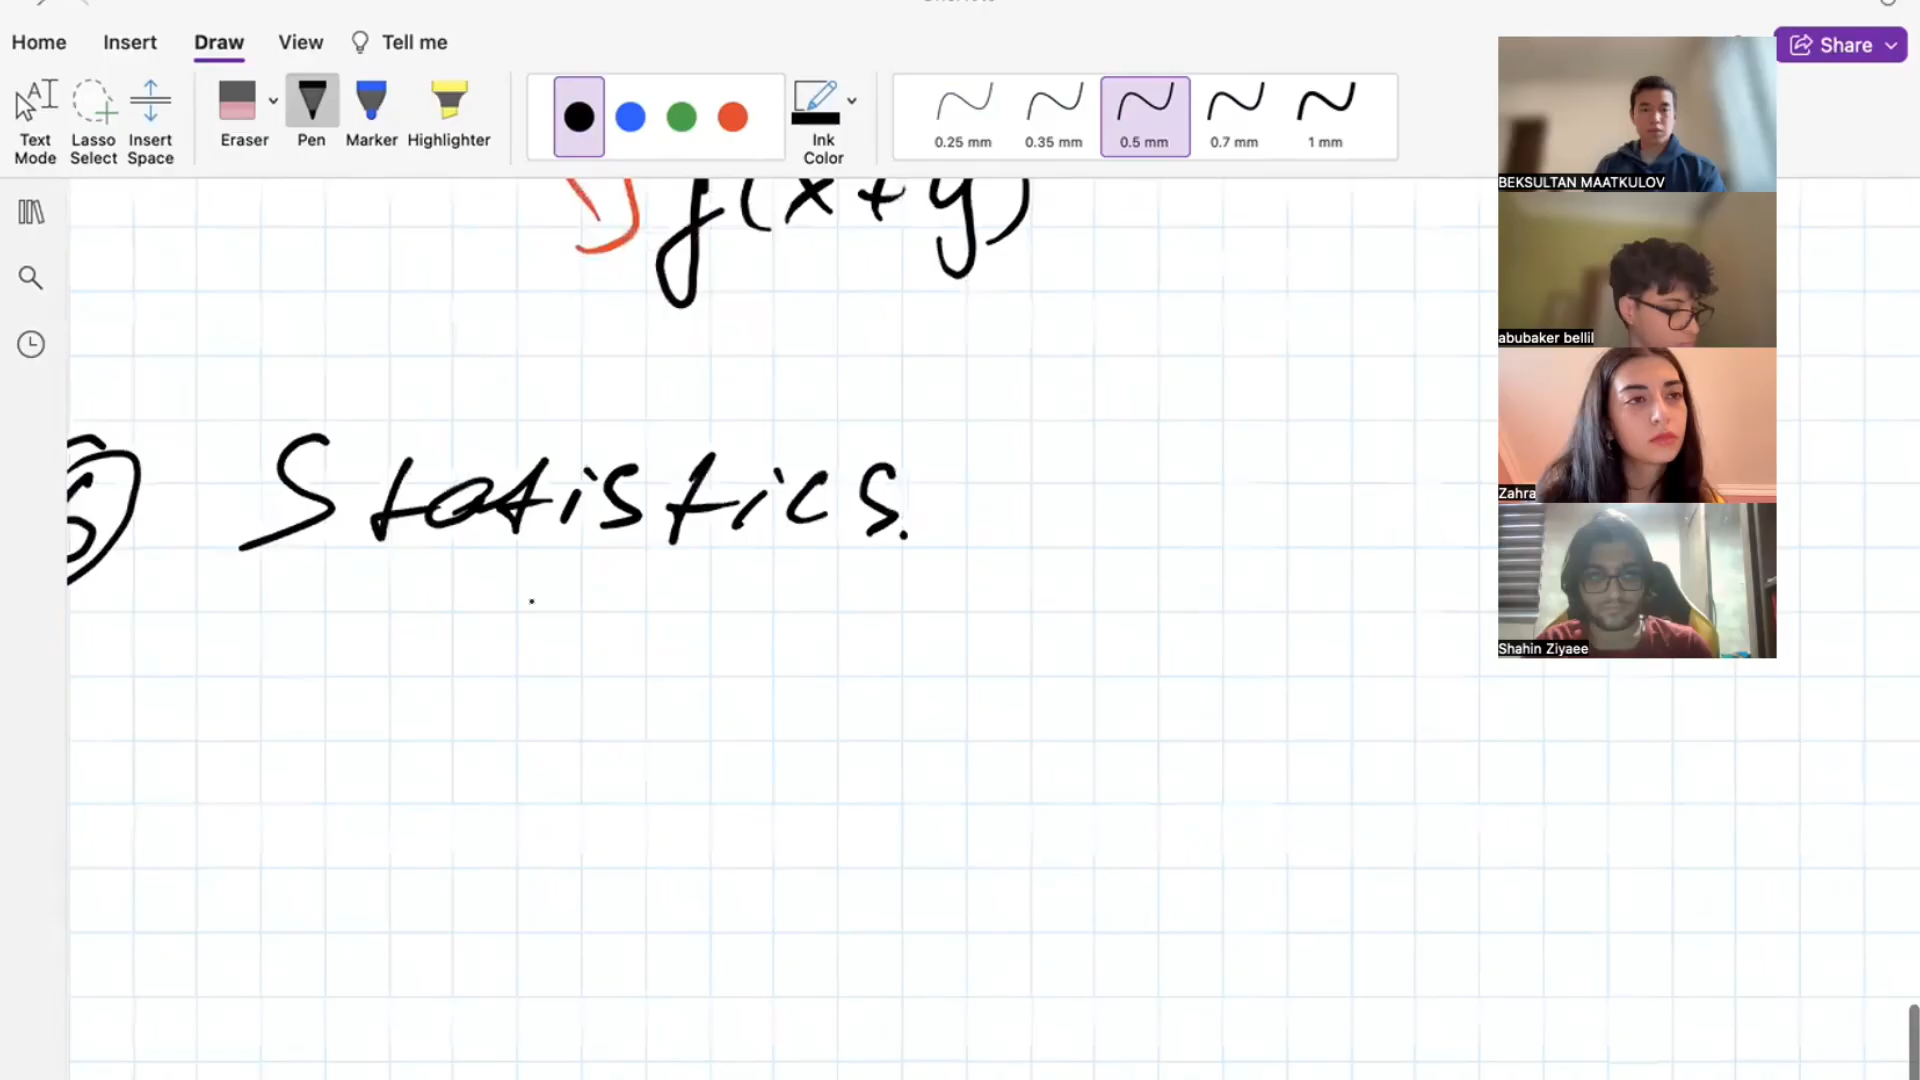 Home Insert Draw View Tell me
Share
Text Mode
Lasso Select
Insert Space
Eraser
Pen
Marker
Highlighter
Ink Color
0.25 mm
0.35 mm
0.5 mm
0.7 mm
1 mm
BEKSULTAN MAATKULOV
f(x+y)
abubaker bellil
Zahra
6 Statistics.
Shahin Ziyaee